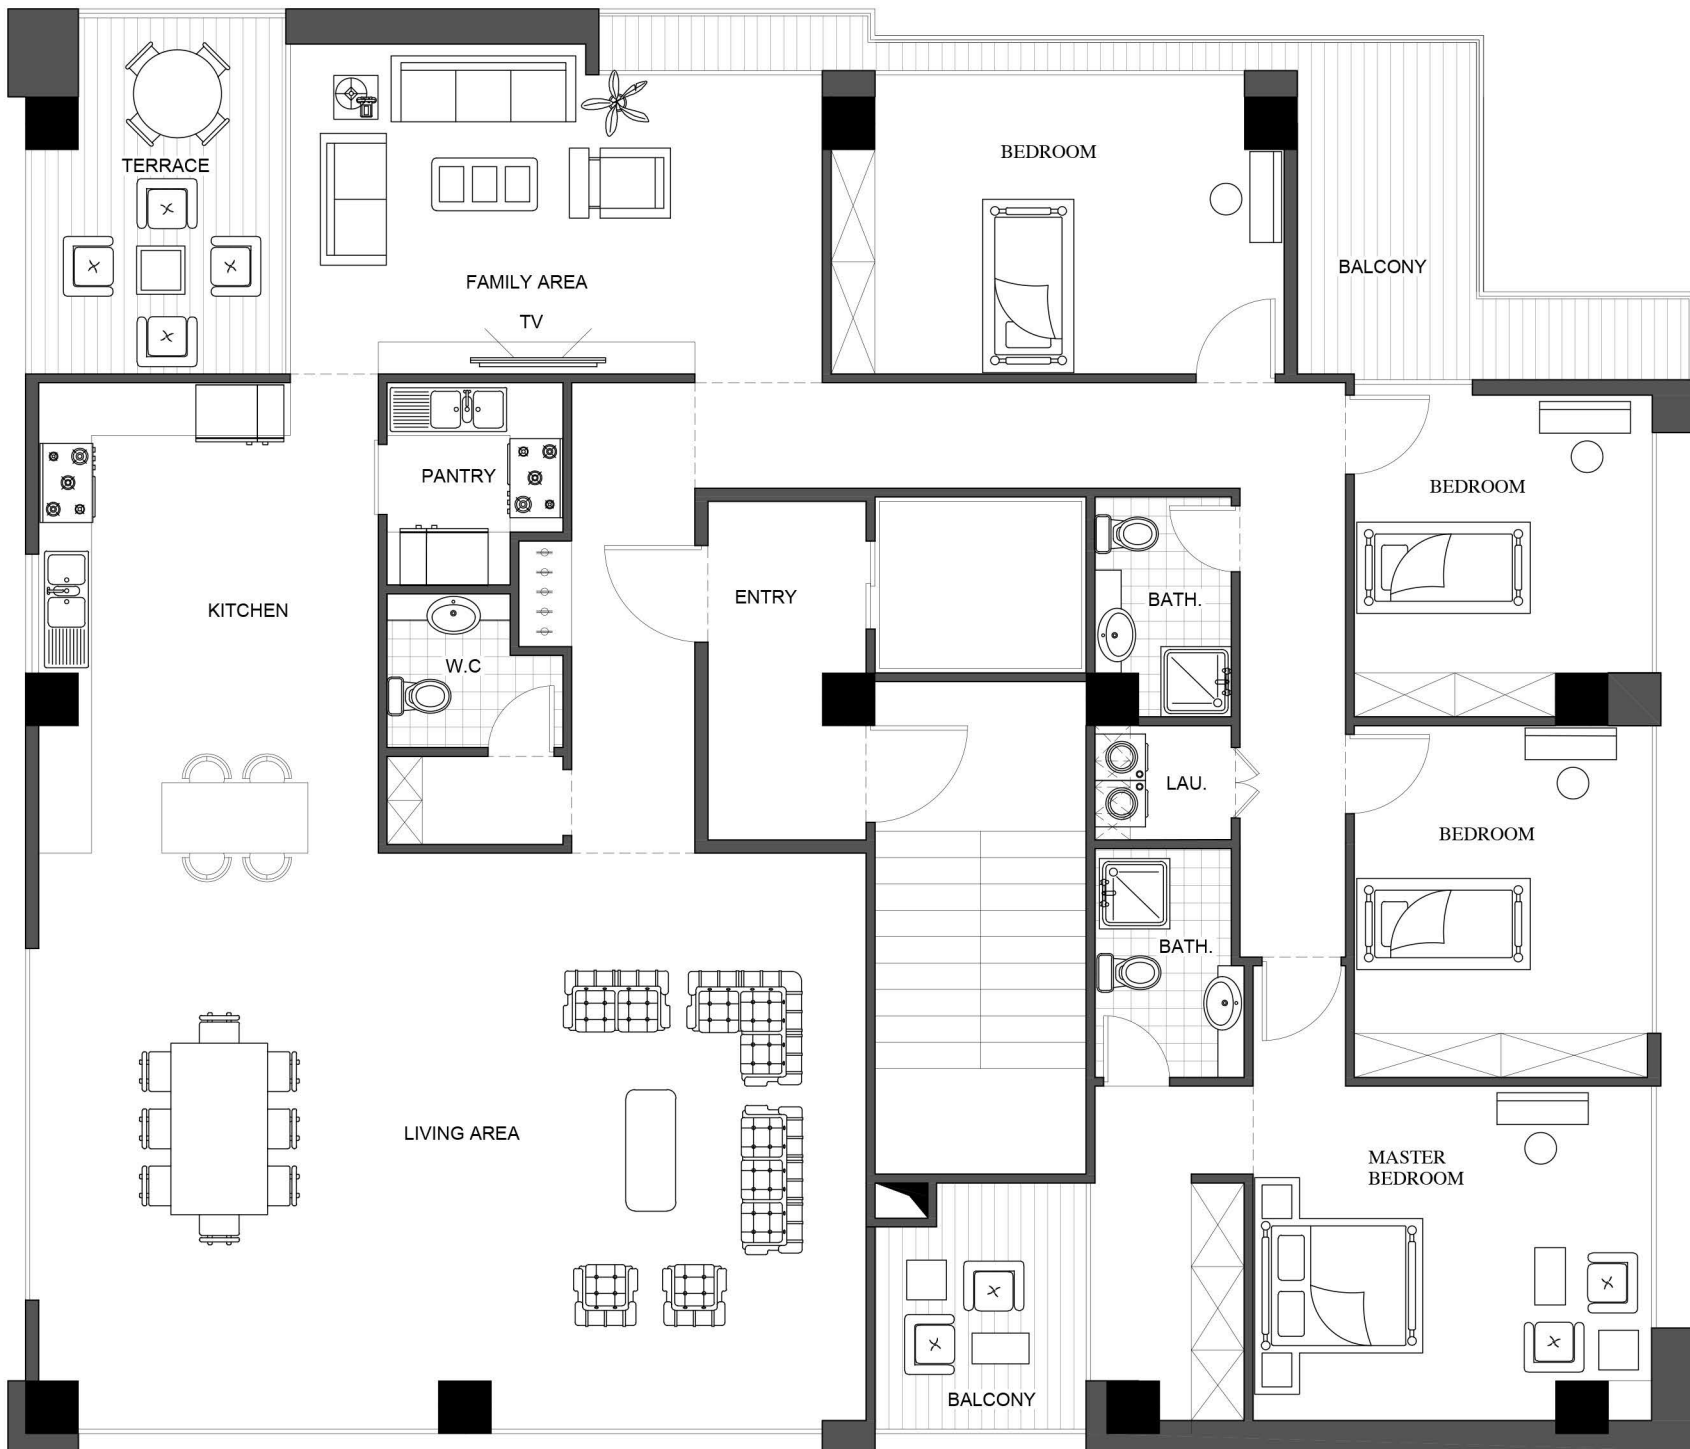 BEDROOM
TERRACE
BALCONY
FAMILY AREA
TV
PANTRY
BEDROOM
ENTRY
BATH.
KITCHEN
W.C
LAU.
BEDROOM
BATH.
LIVING AREA
MASTER
BEDROOM
BALCONY